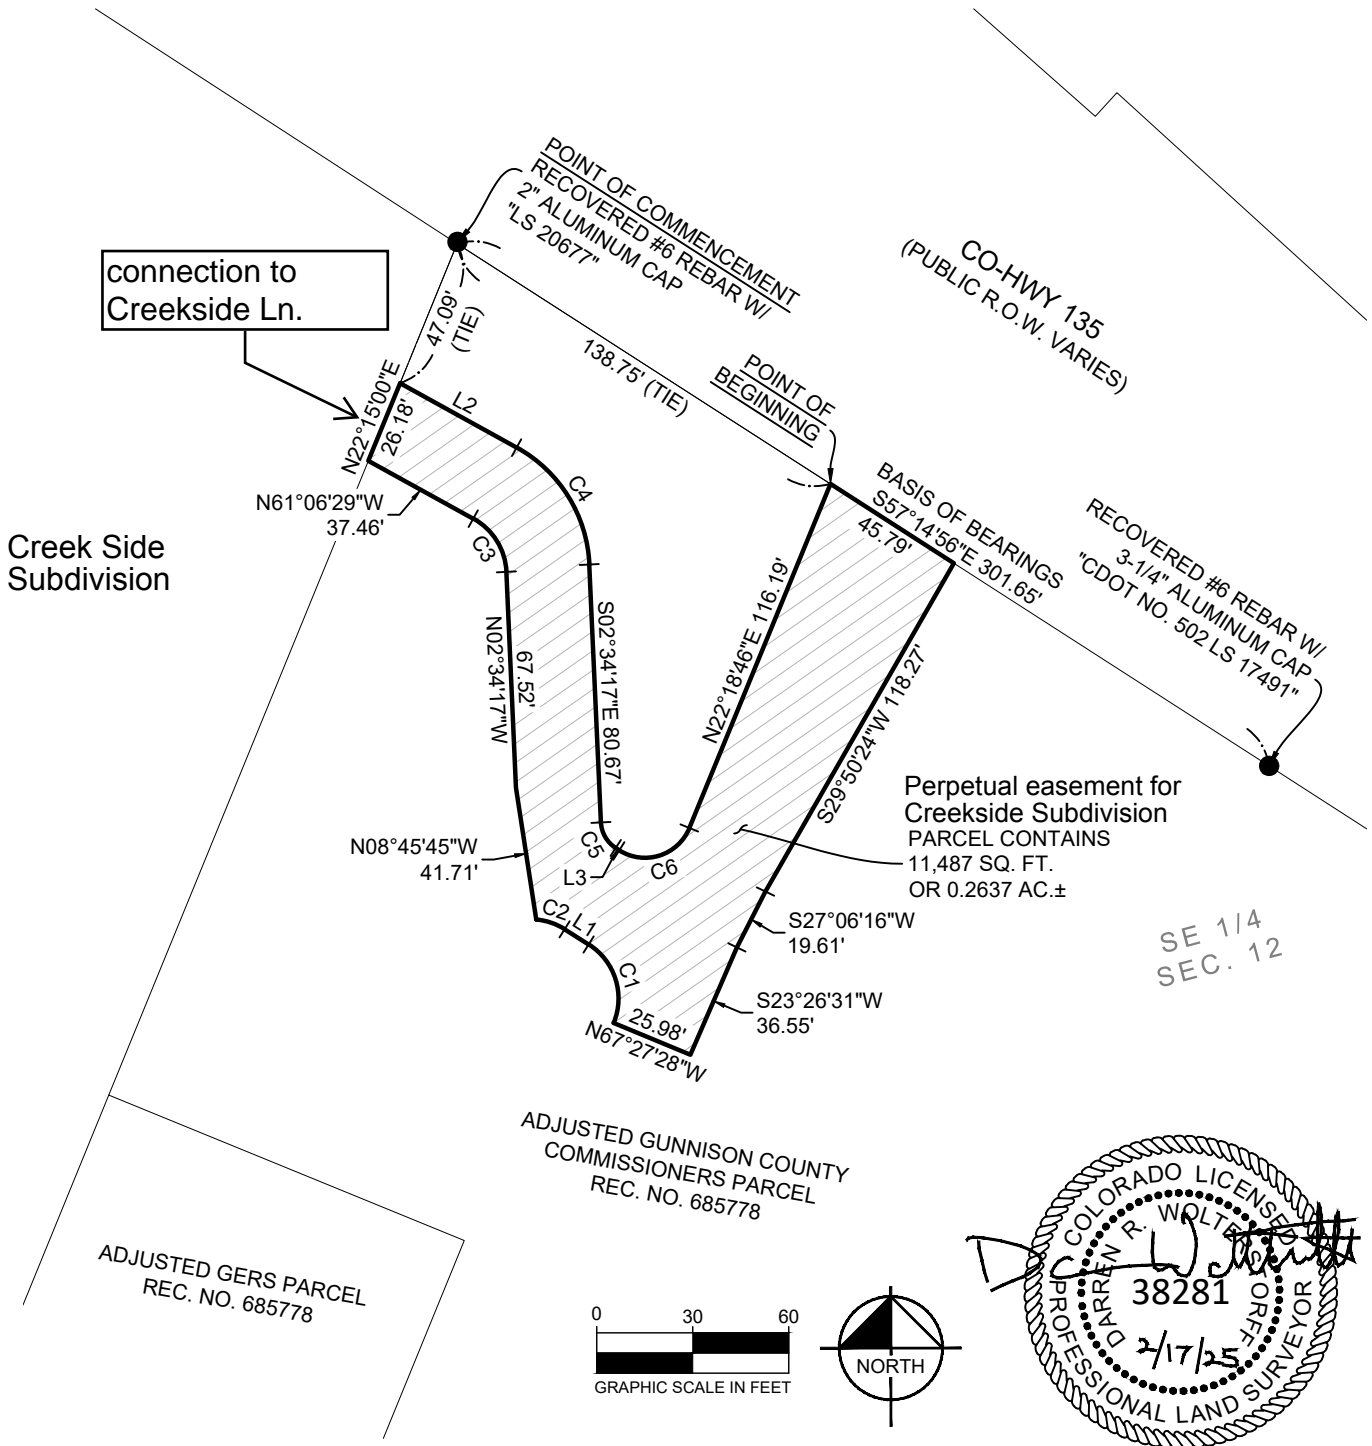 POINT OF COMMENCEMENT
RECOVERED #6 REBAR W/
2" ALUMINUM CAP
"LS 20677"
CO-HWY 135
(PUBLIC R.O.W. VARIES)
connection to
Creekside Ln.
47.09'
(TIE)
138.75' (TIE)
POINT OF
BEGINNING
N22°15'00"E
26.18'
L2
C4
N61°06'29"W
37.46'
C3
BASIS OF BEARINGS
S57°14'56"E 301.65'
45.79'
RECOVERED #6 REBAR W/
3-1/4" ALUMINUM CAP
"CDOT NO. 502 LS 17491"
Creek Side
Subdivision
N02°34'17"W
67.52'
S02°34'17"E 80.67'
N22°18'46"E 116.19'
S29°50'24"W 118.27'
Perpetual easement for
Creekside Subdivision
PARCEL CONTAINS
11,487 SQ. FT.
OR 0.2637 AC.±
N08°45'45"W
41.71'
C5
L3
C6
C2
L1
C1
S27°06'16"W
19.61'
SE 1/4
SEC. 12
S23°26'31"W
36.55'
25.98'
N67°27'28"W
ADJUSTED GUNNISON COUNTY
COMMISSIONERS PARCEL
REC. NO. 685778
ADJUSTED GERS PARCEL
REC. NO. 685778
0 30 60
GRAPHIC SCALE IN FEET
NORTH
COLORADO LICENSED
DARREN R. WOLTERSTORFF
38281
2/17/25
PROFESSIONAL LAND SURVEYOR